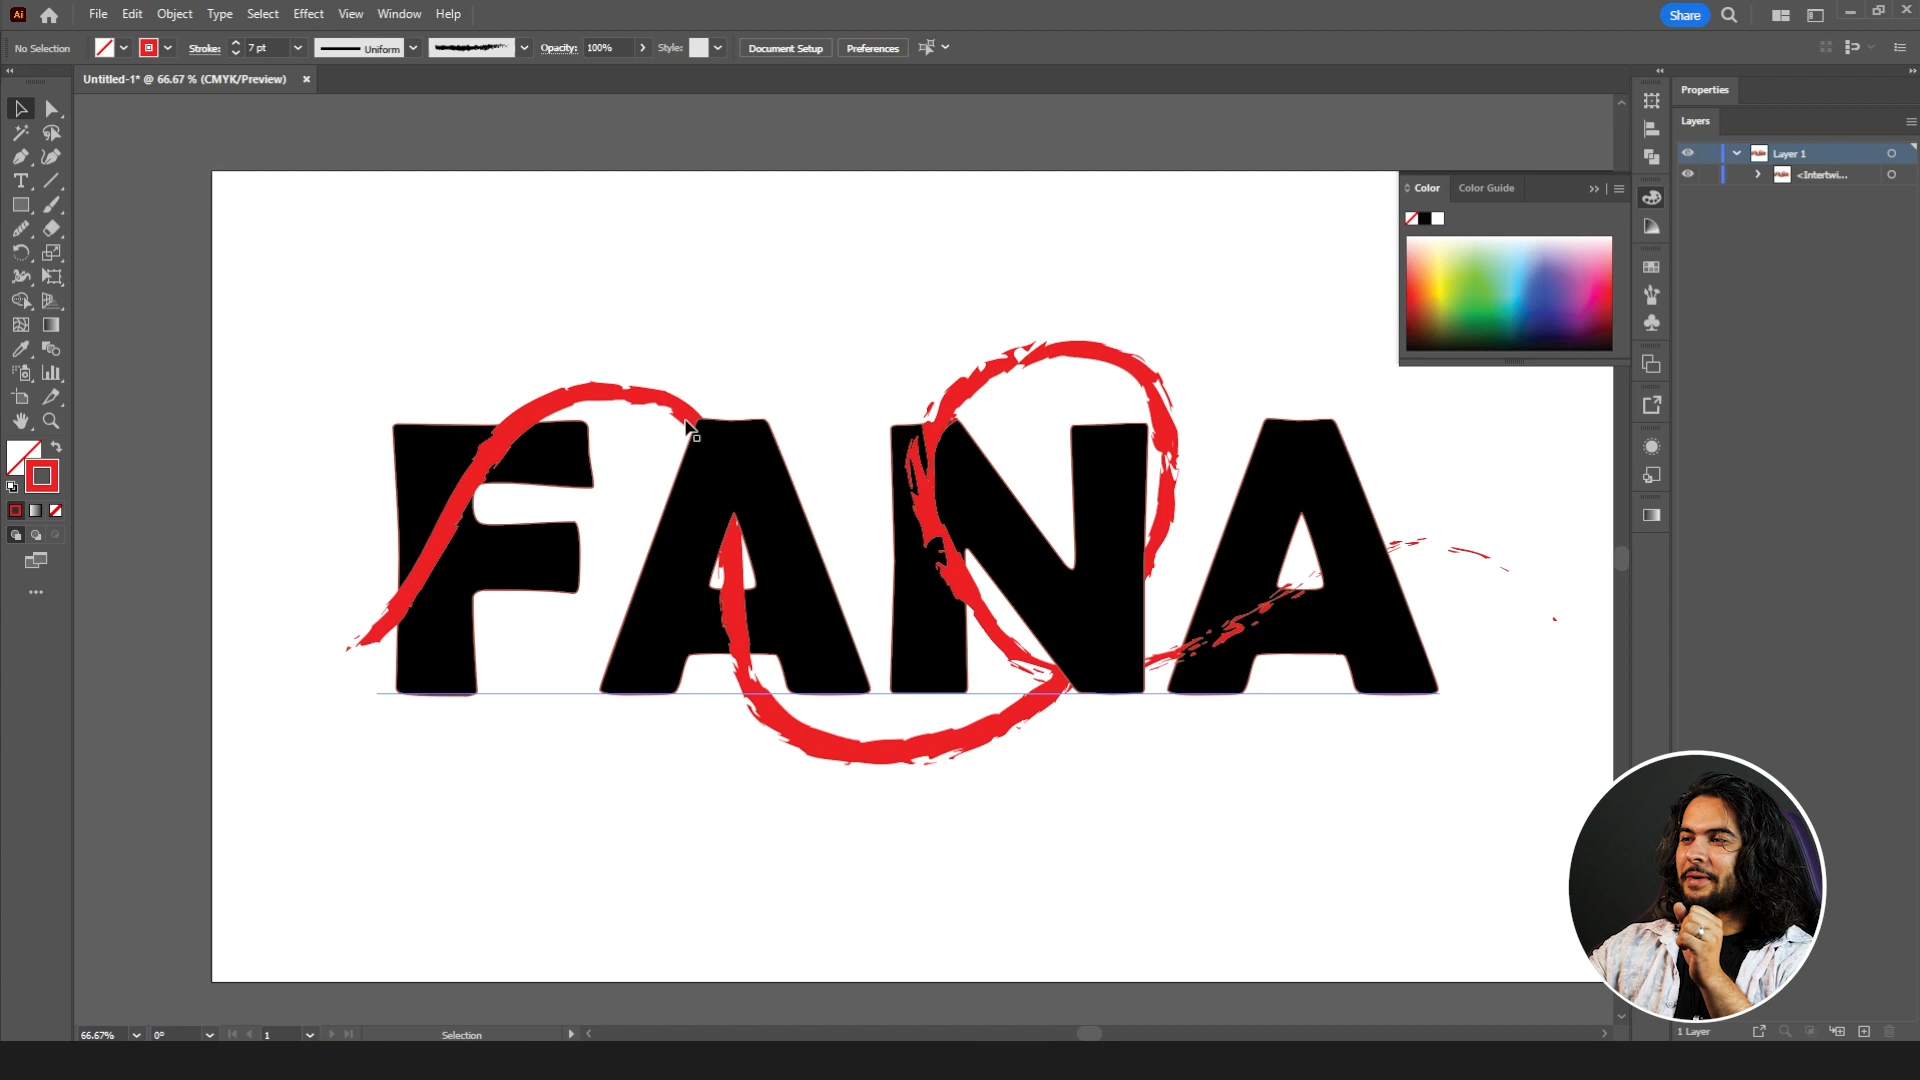 Ai File Edit Object Type Select Effect View Window Help Share
No Selection Stroke: 7 pt Uniform Opacity: 100% Style: Document Setup Preferences
Untitled-1* @ 66.67 % (CMYK/Preview) ×
Properties
Layers
Layer 1
<Intertwi...
Color Color Guide
FANA
66.67% 0° 1 Selection
1 Layer